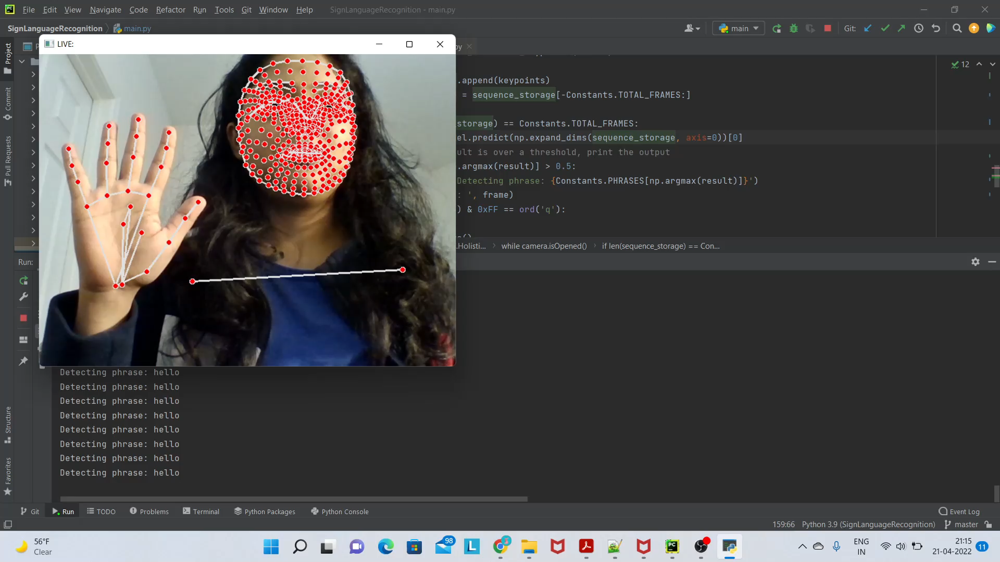 File Edit View Navigate Code Refactor Run Tools Git Window Help SignLanguageRecognition - main.py
SignLanguageRecognition main.py
main Git:
LIVE:
py
12
.append(keypoints)
= sequence_storage[-Constants.TOTAL_FRAMES:]
storage) == Constants.TOTAL_FRAMES:
el.predict(np.expand_dims(sequence_storage, axis=0))[0]
ult is over a threshold, print the output
.argmax(result)] > 0.5:
Detecting phrase: {Constants.PHRASES[np.argmax(result)]}')
: ', frame)
) & 0xFF == ord('q'):
.Holisti... while camera.isOpened() if len(sequence_storage) == Con...
Project
Commit
Pull Requests
Structure
Favorites
Run:
Detecting phrase: hello
Detecting phrase: hello
Detecting phrase: hello
Detecting phrase: hello
Detecting phrase: hello
Detecting phrase: hello
Detecting phrase: hello
Detecting phrase: hello
Git Run TODO Problems Terminal Python Packages Python Console Event Log
159:66 Python 3.9 (SignLanguageRecognition) master
56°F
Clear
98
ENG
IN
21:15
21-04-2022
11